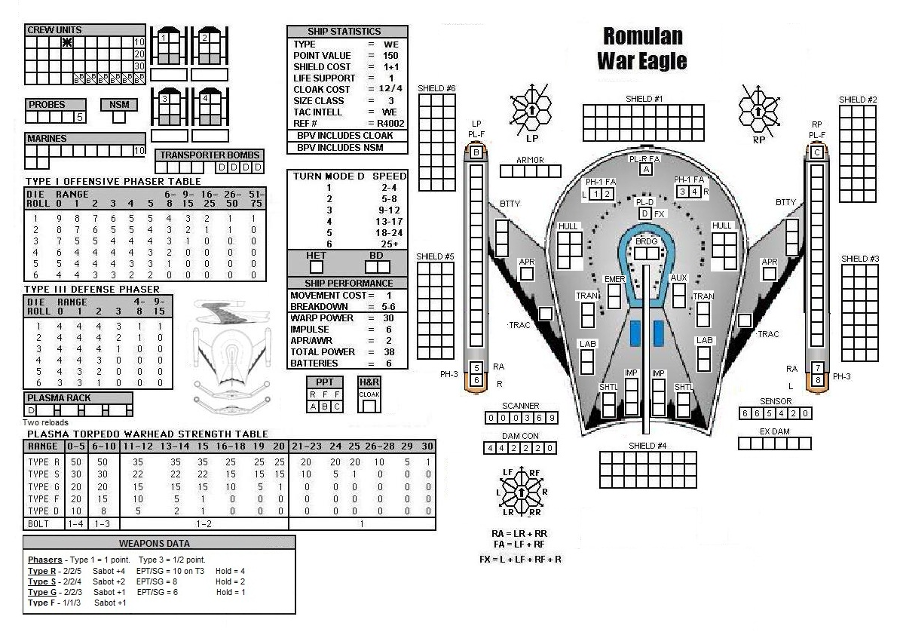 Romulan
War Eagle
CREW UNITS
10
20
30
BP BP BP BP BP BP
1 2
3 4
PROBES
5
NSM
MARINES
10
TRANSPORTER BOMBS
D D D D
SHIP STATISTICS
TYPE = WE
POINT VALUE = 150
SHIELD COST = 1+1
LIFE SUPPORT = 1
CLOAK COST = 12/4
SIZE CLASS = 3
TAC INTELL = WE
REF # = R4002
BPV INCLUDES CLOAK
BPV INCLUDES NSM
TYPE I OFFENSIVE PHASER TABLE
DIE RANGE 6- 9- 16- 26- 51-
ROLL 0 1 2 3 4 5 8 15 25 50 75
1 9 8 7 6 5 5 4 3 2 1 1
2 8 7 6 5 5 4 3 2 1 1 0
3 7 5 5 4 4 4 3 1 0 0 0
4 6 4 4 4 4 3 2 0 0 0 0
5 5 4 4 4 3 3 1 0 0 0 0
6 4 4 3 3 2 2 0 0 0 0 0
TURN MODE D SPEED
1 2-4
2 5-8
3 9-12
4 13-17
5 18-24
6 25+
HET BD
SHIP PERFORMANCE
MOVEMENT COST = 1
BREAKDOWN = 5-6
WARP POWER = 30
IMPULSE = 6
APR/AWR = 2
TOTAL POWER = 38
BATTERIES = 6
PPT
R F F
A B C
H&R
CLOAK
TYPE III DEFENSE PHASER
DIE RANGE 4- 9-
ROLL 0 1 2 3 8 15
1 4 4 4 3 1 1
2 4 4 4 2 1 0
3 4 4 4 1 0 0
4 4 4 3 0 0 0
5 4 3 2 0 0 0
6 3 3 1 0 0 0
PLASMA RACK
D
Two reloads
PLASMA TORPEDO WARHEAD STRENGTH TABLE
RANGE 0-5 6-10 11-12 13-14 15 16-18 19 20 21-23 24 25 26-28 29 30
TYPE R 50 50 35 35 35 25 25 25 20 20 20 10 5 1
TYPE S 30 30 22 22 22 15 15 15 10 5 1 0 0 0
TYPE G 20 20 15 15 15 10 5 1 0 0 0 0 0 0
TYPE F 20 15 10 5 1 0 0 0 0 0 0 0 0 0
TYPE D 10 8 5 2 1 0 0 0 0 0 0 0 0 0
BOLT 1-4 1-3 1-2 1
WEAPONS DATA
Phasers - Type 1 = 1 point. Type 3 = 1/2 point.
Type R - 2/2/5 Sabot +4 EPT/SG = 10 on T3 Hold = 4
Type S - 2/2/4 Sabot +2 EPT/SG = 8 Hold = 2
Type G - 2/2/3 Sabot +1 EPT/SG = 6 Hold = 1
Type F - 1/1/3 Sabot +1
SHIELD #6
SHIELD #1
SHIELD #2
SHIELD #5
SHIELD #3
SHIELD #4
LP
PL-F
B
LP
RP
RP
PL-F
C
ARMOR
PL-R FA
A
PH-1 FA
L 1 2
PH-1 FA
3 4 R
PL-D
D FX
BTTY
BTTY
HULL
HULL
BRDG
APR
APR
EMER
AUX
TRAN
TRAN
TRAC
TRAC
LAB
LAB
SHTL
IMP
IMP
SHTL
5 RA
6 R
PH-3
RA 7
L 8
PH-3
SCANNER
0 0 0 3 6 9
DAM CON
4 4 2 2 2 0
SENSOR
6 6 5 4 2 0
EX DAM
LF RF
L R
LR RR
RA = LR + RR
FA = LF + RF
FX = L + LF + RF + R